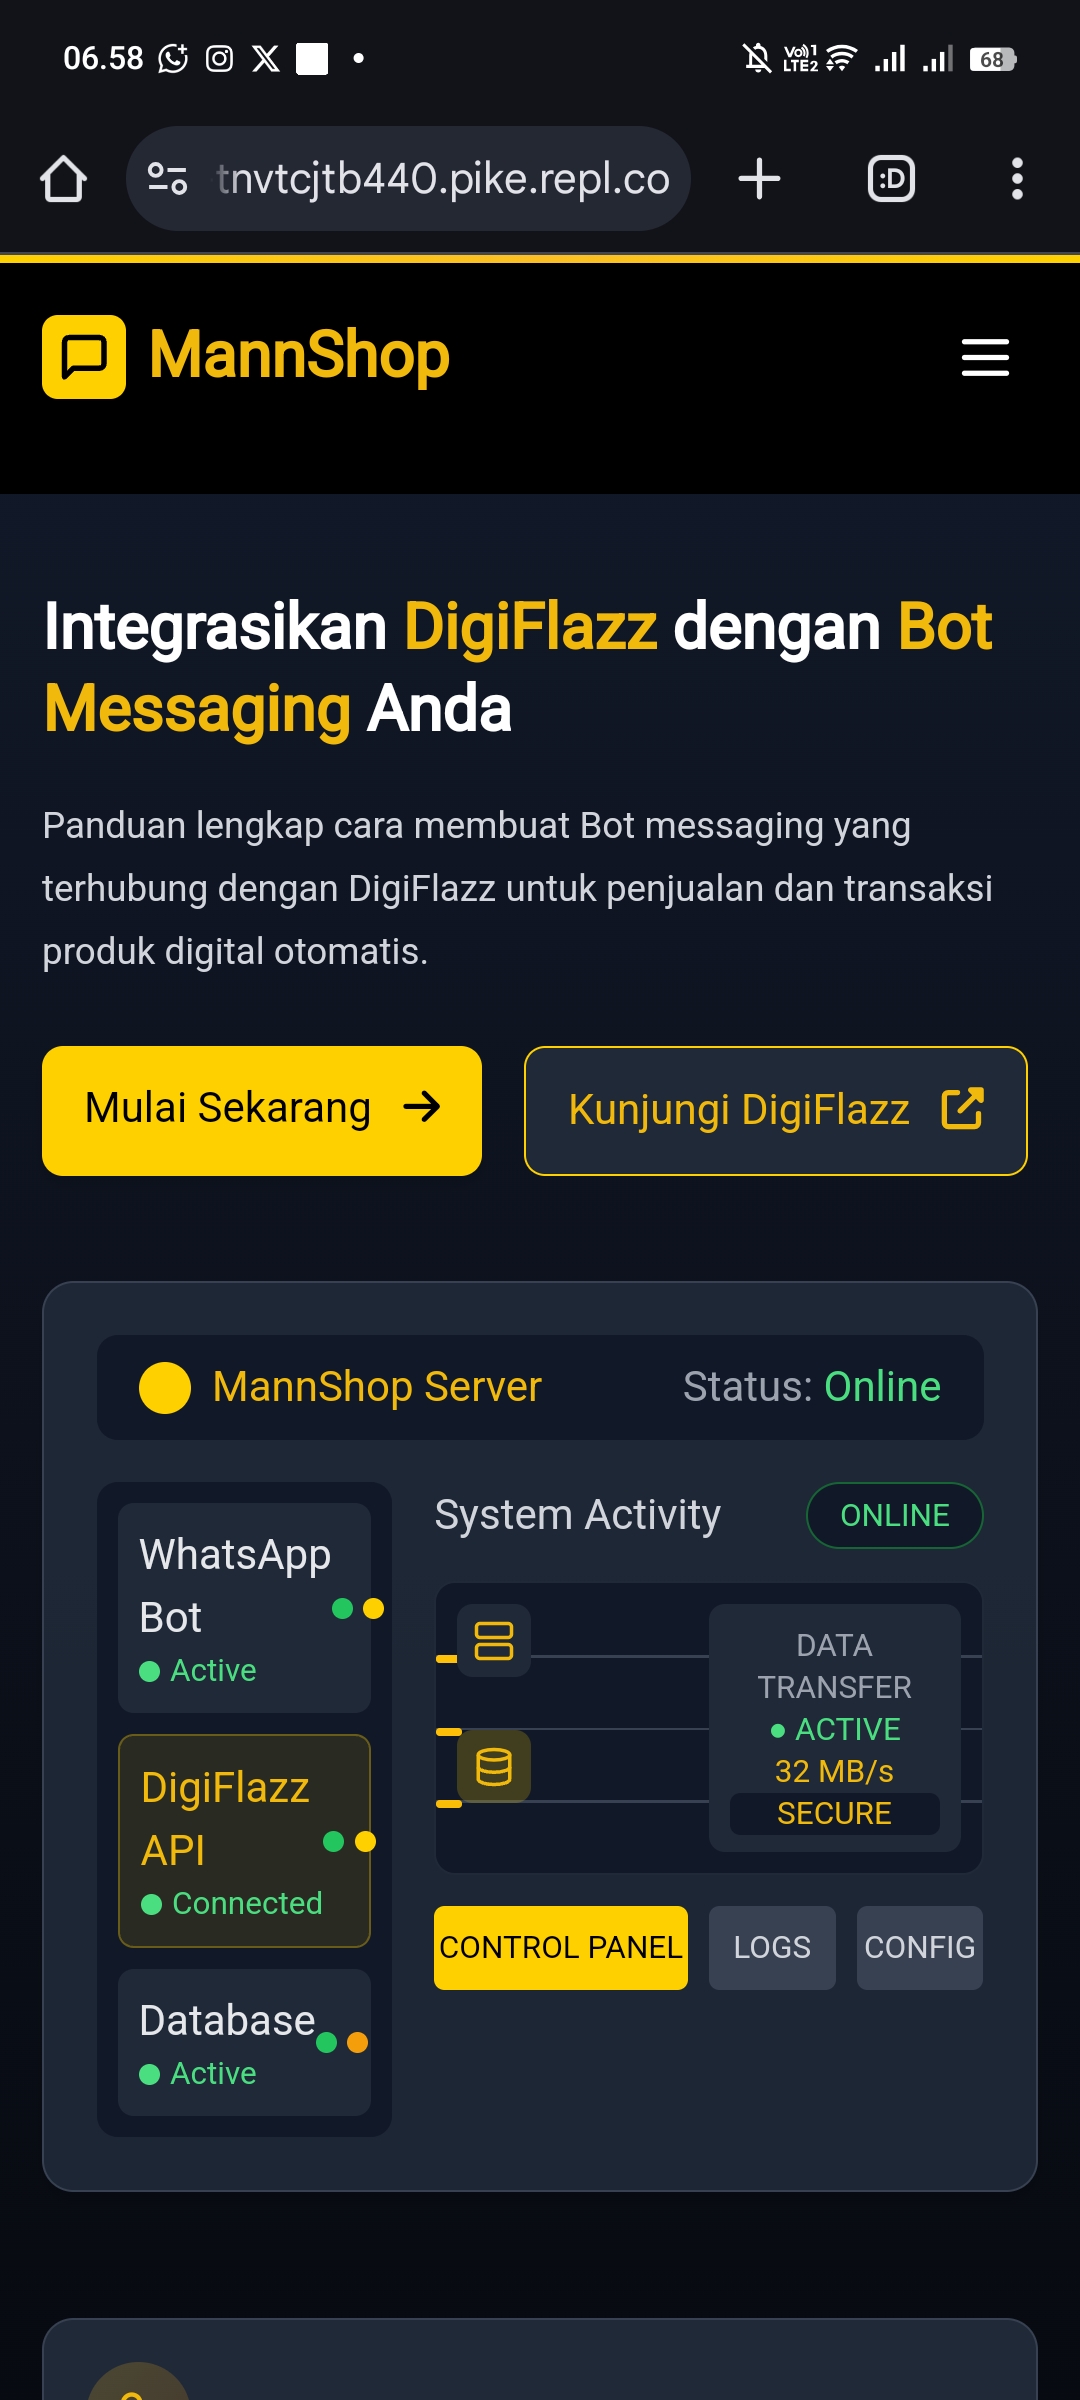 06.58
VoLTE2 1
68
tnvtcjtb440.pike.repl.co
:D
MannShop
Integrasikan DigiFlazz dengan Bot
Messaging Anda
Panduan lengkap cara membuat Bot messaging yang
terhubung dengan DigiFlazz untuk penjualan dan transaksi
produk digital otomatis.
Mulai Sekarang
Kunjungi DigiFlazz
MannShop Server
Status: Online
WhatsApp
Bot
Active
DigiFlazz
API
Connected
Database
Active
System Activity
ONLINE
DATA
TRANSFER
ACTIVE
32 MB/s
SECURE
CONTROL PANEL
LOGS
CONFIG